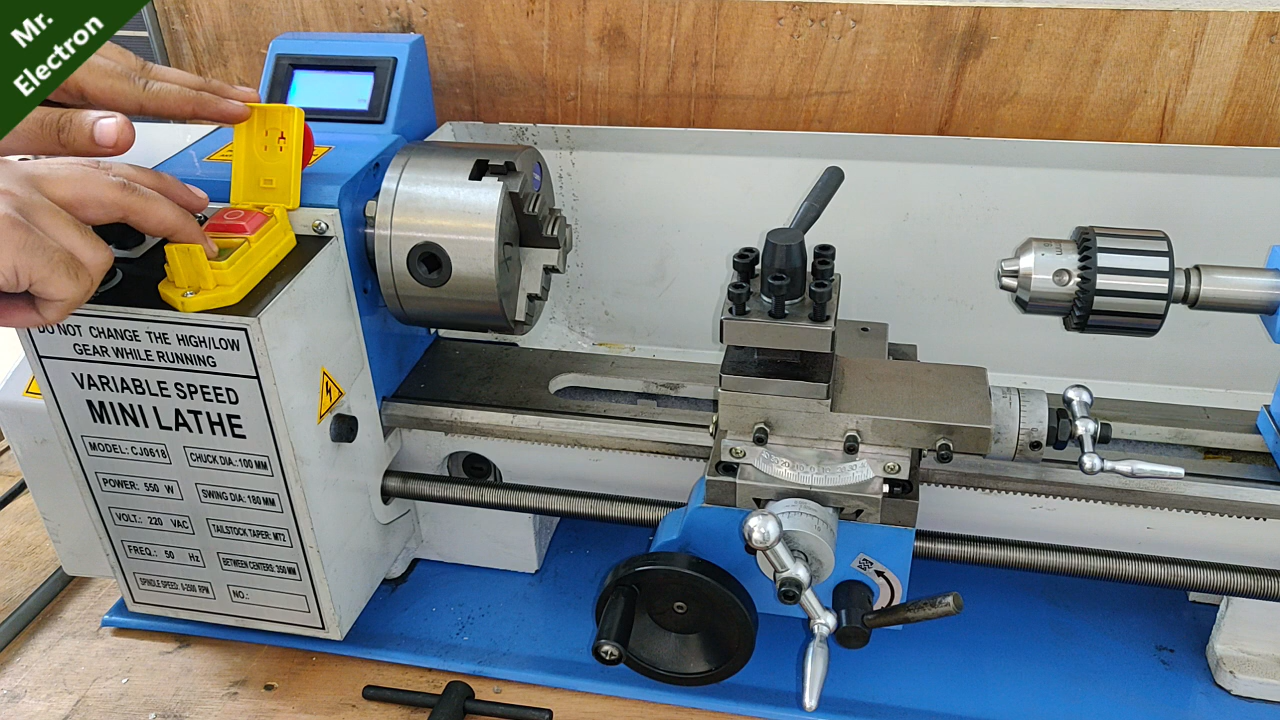 Mr.
Electron
DO NOT CHANGE THE HIGH/LOW
GEAR WHILE RUNNING
VARIABLE SPEED
MINI LATHE
MODEL: CJ0618
CHUCK DIA.:100 MM
POWER: 550 W
SWING DIA: 180 MM
VOLT.: 220 VAC
TAILSTOCK TAPER: MT2
FREQ.: 50 Hz
BETWEEN CENTERS: 350 MM
SPINDLE SPEED: 0-2500 RPM
NO.: